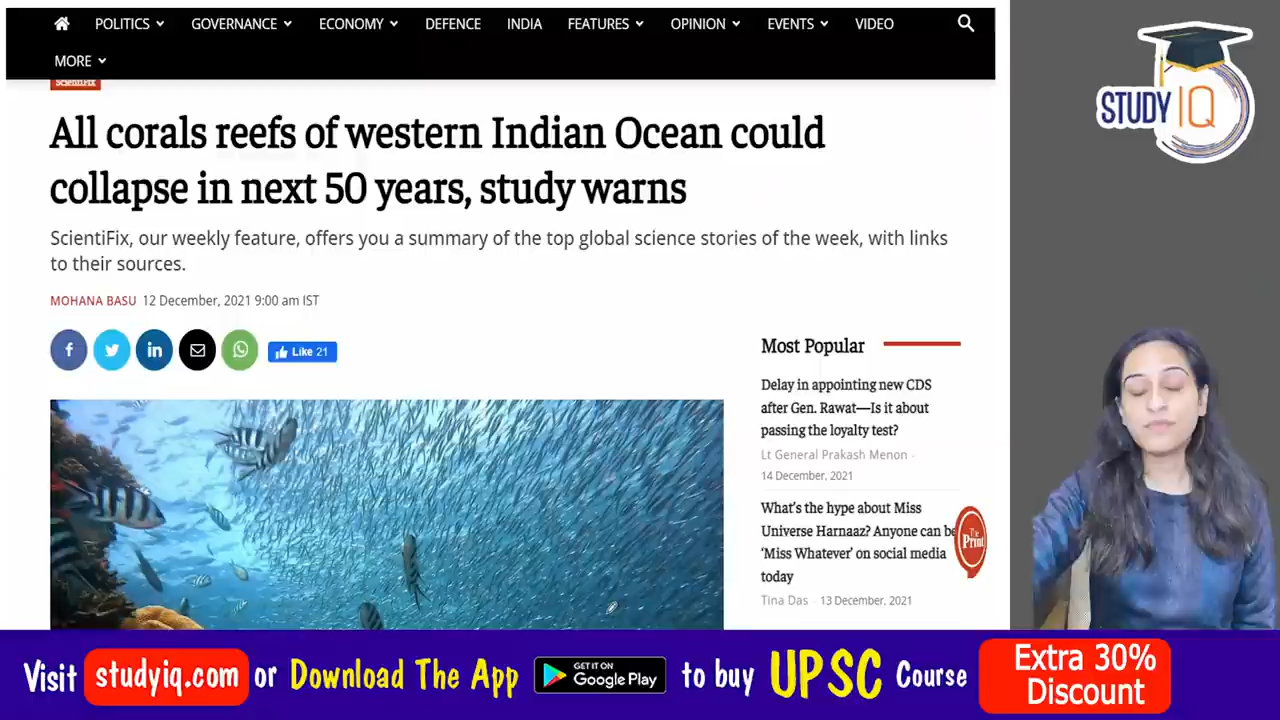 POLITICS GOVERNANCE ECONOMY DEFENCE INDIA FEATURES OPINION EVENTS VIDEO
MORE
SCIENTIFIX
All corals reefs of western Indian Ocean could
collapse in next 50 years, study warns
ScientiFix, our weekly feature, offers you a summary of the top global science stories of the week, with links
to their sources.
MOHANA BASU 12 December, 2021 9:00 am IST
f in Like 21
Most Popular
Delay in appointing new CDS
after Gen. Rawat—Is it about
passing the loyalty test?
Lt General Prakash Menon -
14 December, 2021
What's the hype about Miss
Universe Harnaaz? Anyone can be
'Miss Whatever' on social media
today
Tina Das - 13 December, 2021
The
Print
STUDY IQ
Visit studyiq.com or Download The App GET IT ON Google Play to buy UPSC Course
Extra 30%
Discount